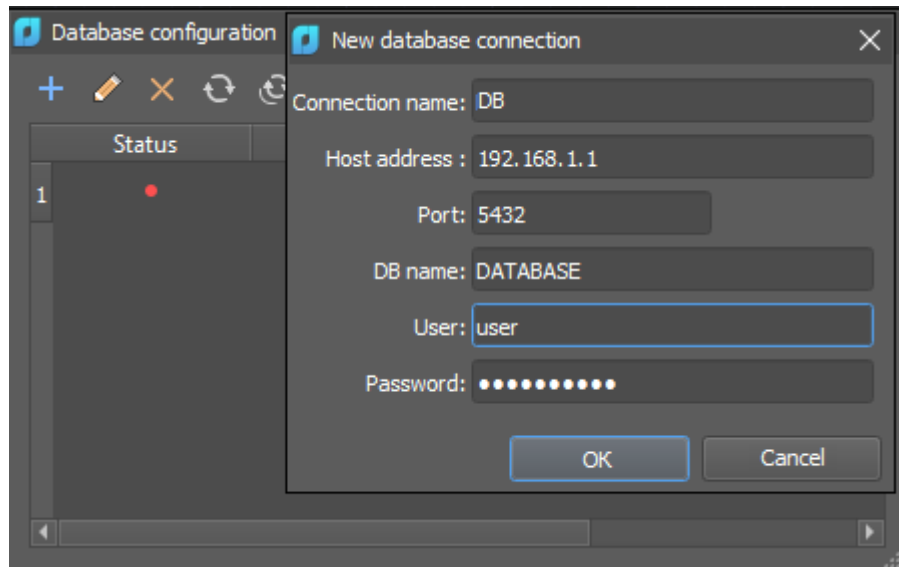 Database configuration
New database connection
Connection name: DB
Host address : 192.168.1.1
Port: 5432
DB name: DATABASE
User: user
Password: ●●●●●●●●●●
OK Cancel
Status
1